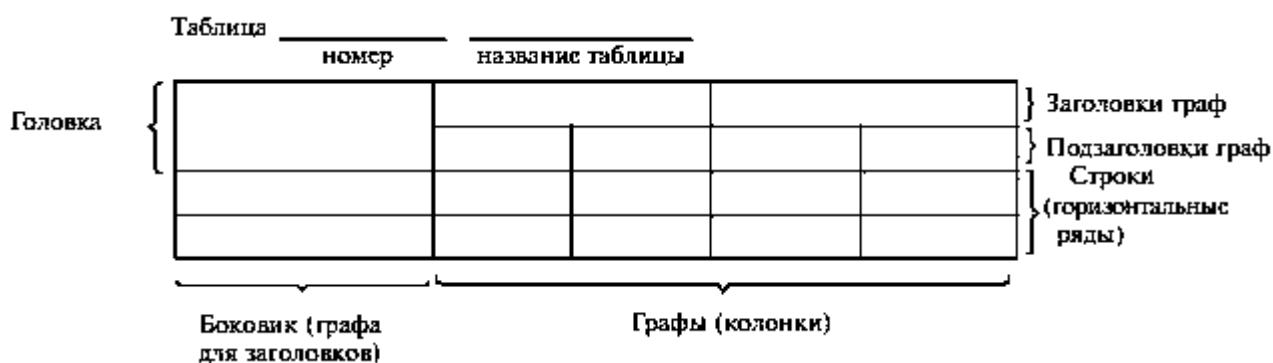 Таблица
номер название таблицы
Головка
Заголовки граф
Подзаголовки граф
Строки
(горизонтальные
ряды)
Боковик (графа
для заголовков)
Графы (колонки)